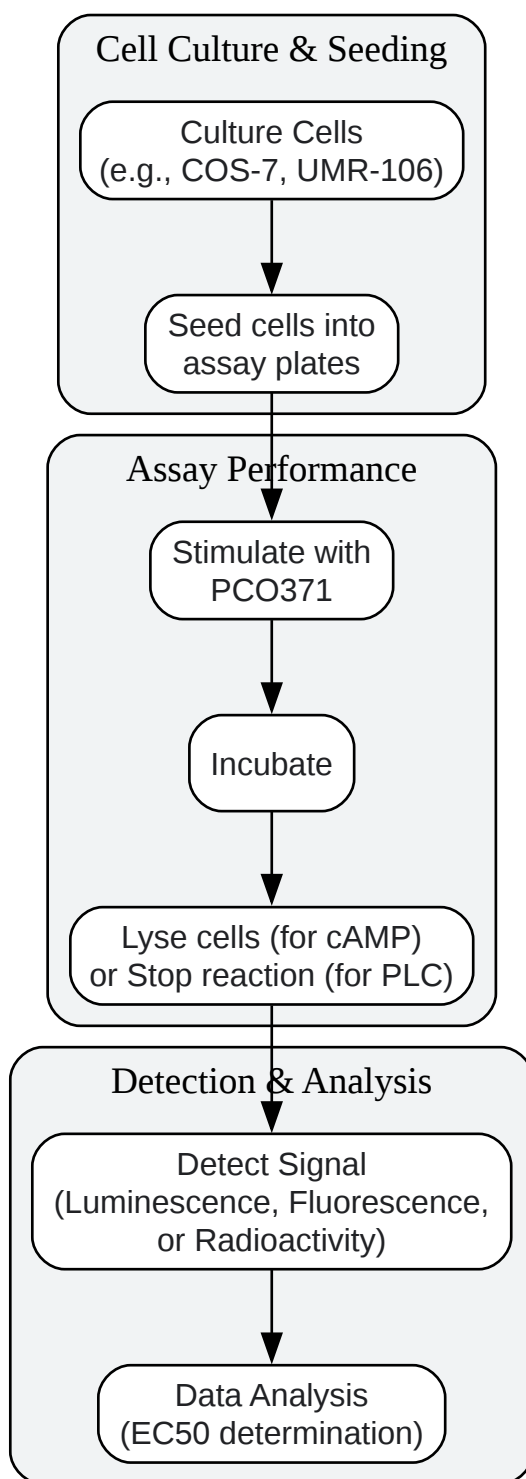 Cell Culture & Seeding
Culture Cells
(e.g., COS-7, UMR-106)
Seed cells into
assay plates
Assay Performance
Stimulate with
PCO371
Incubate
Lyse cells (for cAMP)
or Stop reaction (for PLC)
Detection & Analysis
Detect Signal
(Luminescence, Fluorescence,
or Radioactivity)
Data Analysis
(EC50 determination)